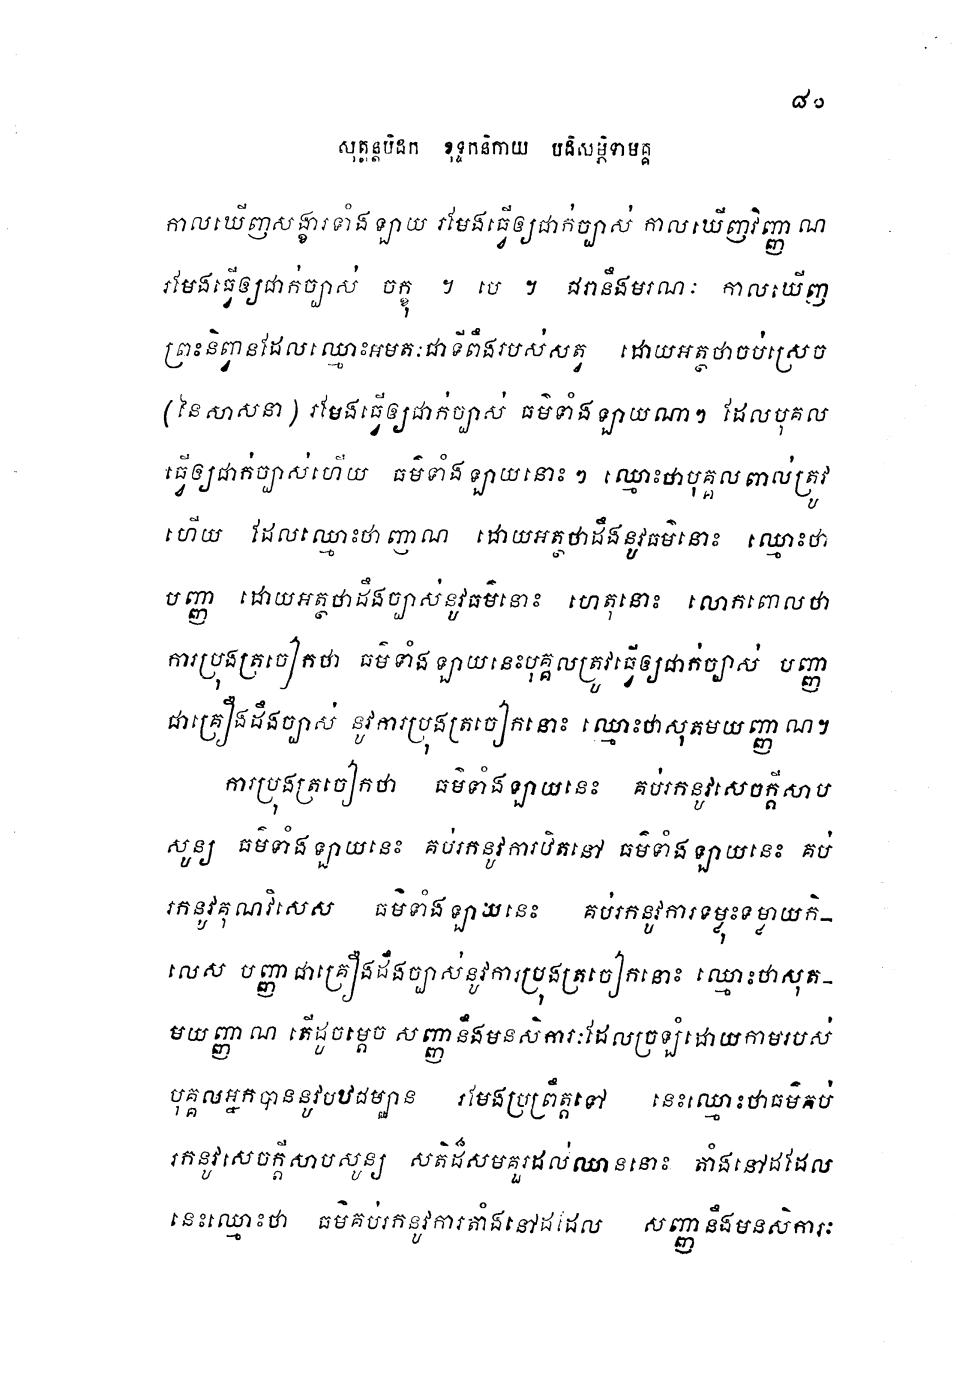 ៨០
សុត្តន្តបិដក ខុទ្ទកនិកាយ បដិសម្ភិទាមគ្គ
កាលឃើញសង្ខារទាំងឡាយ រមែងធ្វើឲ្យជាក់ច្បាស់ កាលឃើញវិញ្ញាណ
រមែងធ្វើឲ្យជាក់ច្បាស់ ចក្ខុ ។ បេ ។ ជរានឹងមរណៈ កាលឃើញ
ព្រះនិព្វានដែលឈ្មោះអមតៈជាទីពឹងរបស់សត្វ ដោយអត្ថថាចប់ស្រេច
(នៃសាសនា) រមែងធ្វើឲ្យជាក់ច្បាស់ ធម៌ទាំងឡាយណាៗ ដែលបុគល
ធ្វើឲ្យជាក់ច្បាស់ហើយ ធម៌ទាំងឡាយនោះៗ ឈ្មោះថាបុគ្គលពាល់ត្រូវ
ហើយ ដែលឈ្មោះថាញាណ ដោយអត្ថថាដឹងនូវធម៌នោះ ឈ្មោះថា
បញ្ញា ដោយអត្ថថាដឹងច្បាស់នូវធម៌នោះ ហេតុនោះ លោកពោលថា
ការប្រុងត្រចៀកថា ធម៌ទាំងឡាយនេះបុគ្គលត្រូវធ្វើឲ្យជាក់ច្បាស់ បញ្ញា
ជាគ្រឿងដឹងច្បាស់ នូវការប្រុងត្រចៀកនោះ ឈ្មោះថាសុតមយញ្ញាណ។
ការប្រុងត្រចៀកថា ធម៌ទាំងឡាយនេះ គប់រកនូវសេចក្តីសាប
សូន្យ ធម៌ទាំងឡាយនេះ គប់រកនូវការឋិតនៅ ធម៌ទាំងឡាយនេះ គប់
រកនូវគុណវិសេស ធម៌ទាំងឡាយនេះ គប់រកនូវការទម្លុះទម្លាយកិ-
លេស បញ្ញាជាគ្រឿងដឹងច្បាស់នូវការប្រុងត្រចៀកនោះ ឈ្មោះថាសុត-
មយញ្ញាណ តើដូចម្តេច សញ្ញានឹងមនសិការៈដែលច្រឡំដោយកាមរបស់
បុគ្គលអ្នកបាននូវបឋដម្ឈាន រមែងប្រព្រឹត្តទៅ នេះឈ្មោះថាធម៌គប់
រកនូវសេចក្តីសាបសូន្យ សតិដ៏សមគួរដល់ឈាននោះ តាំងនៅដដែល
នេះឈ្មោះថា ធម៌គប់រកនូវការតាំងនៅដដែល សញ្ញានឹងមនសិការៈ